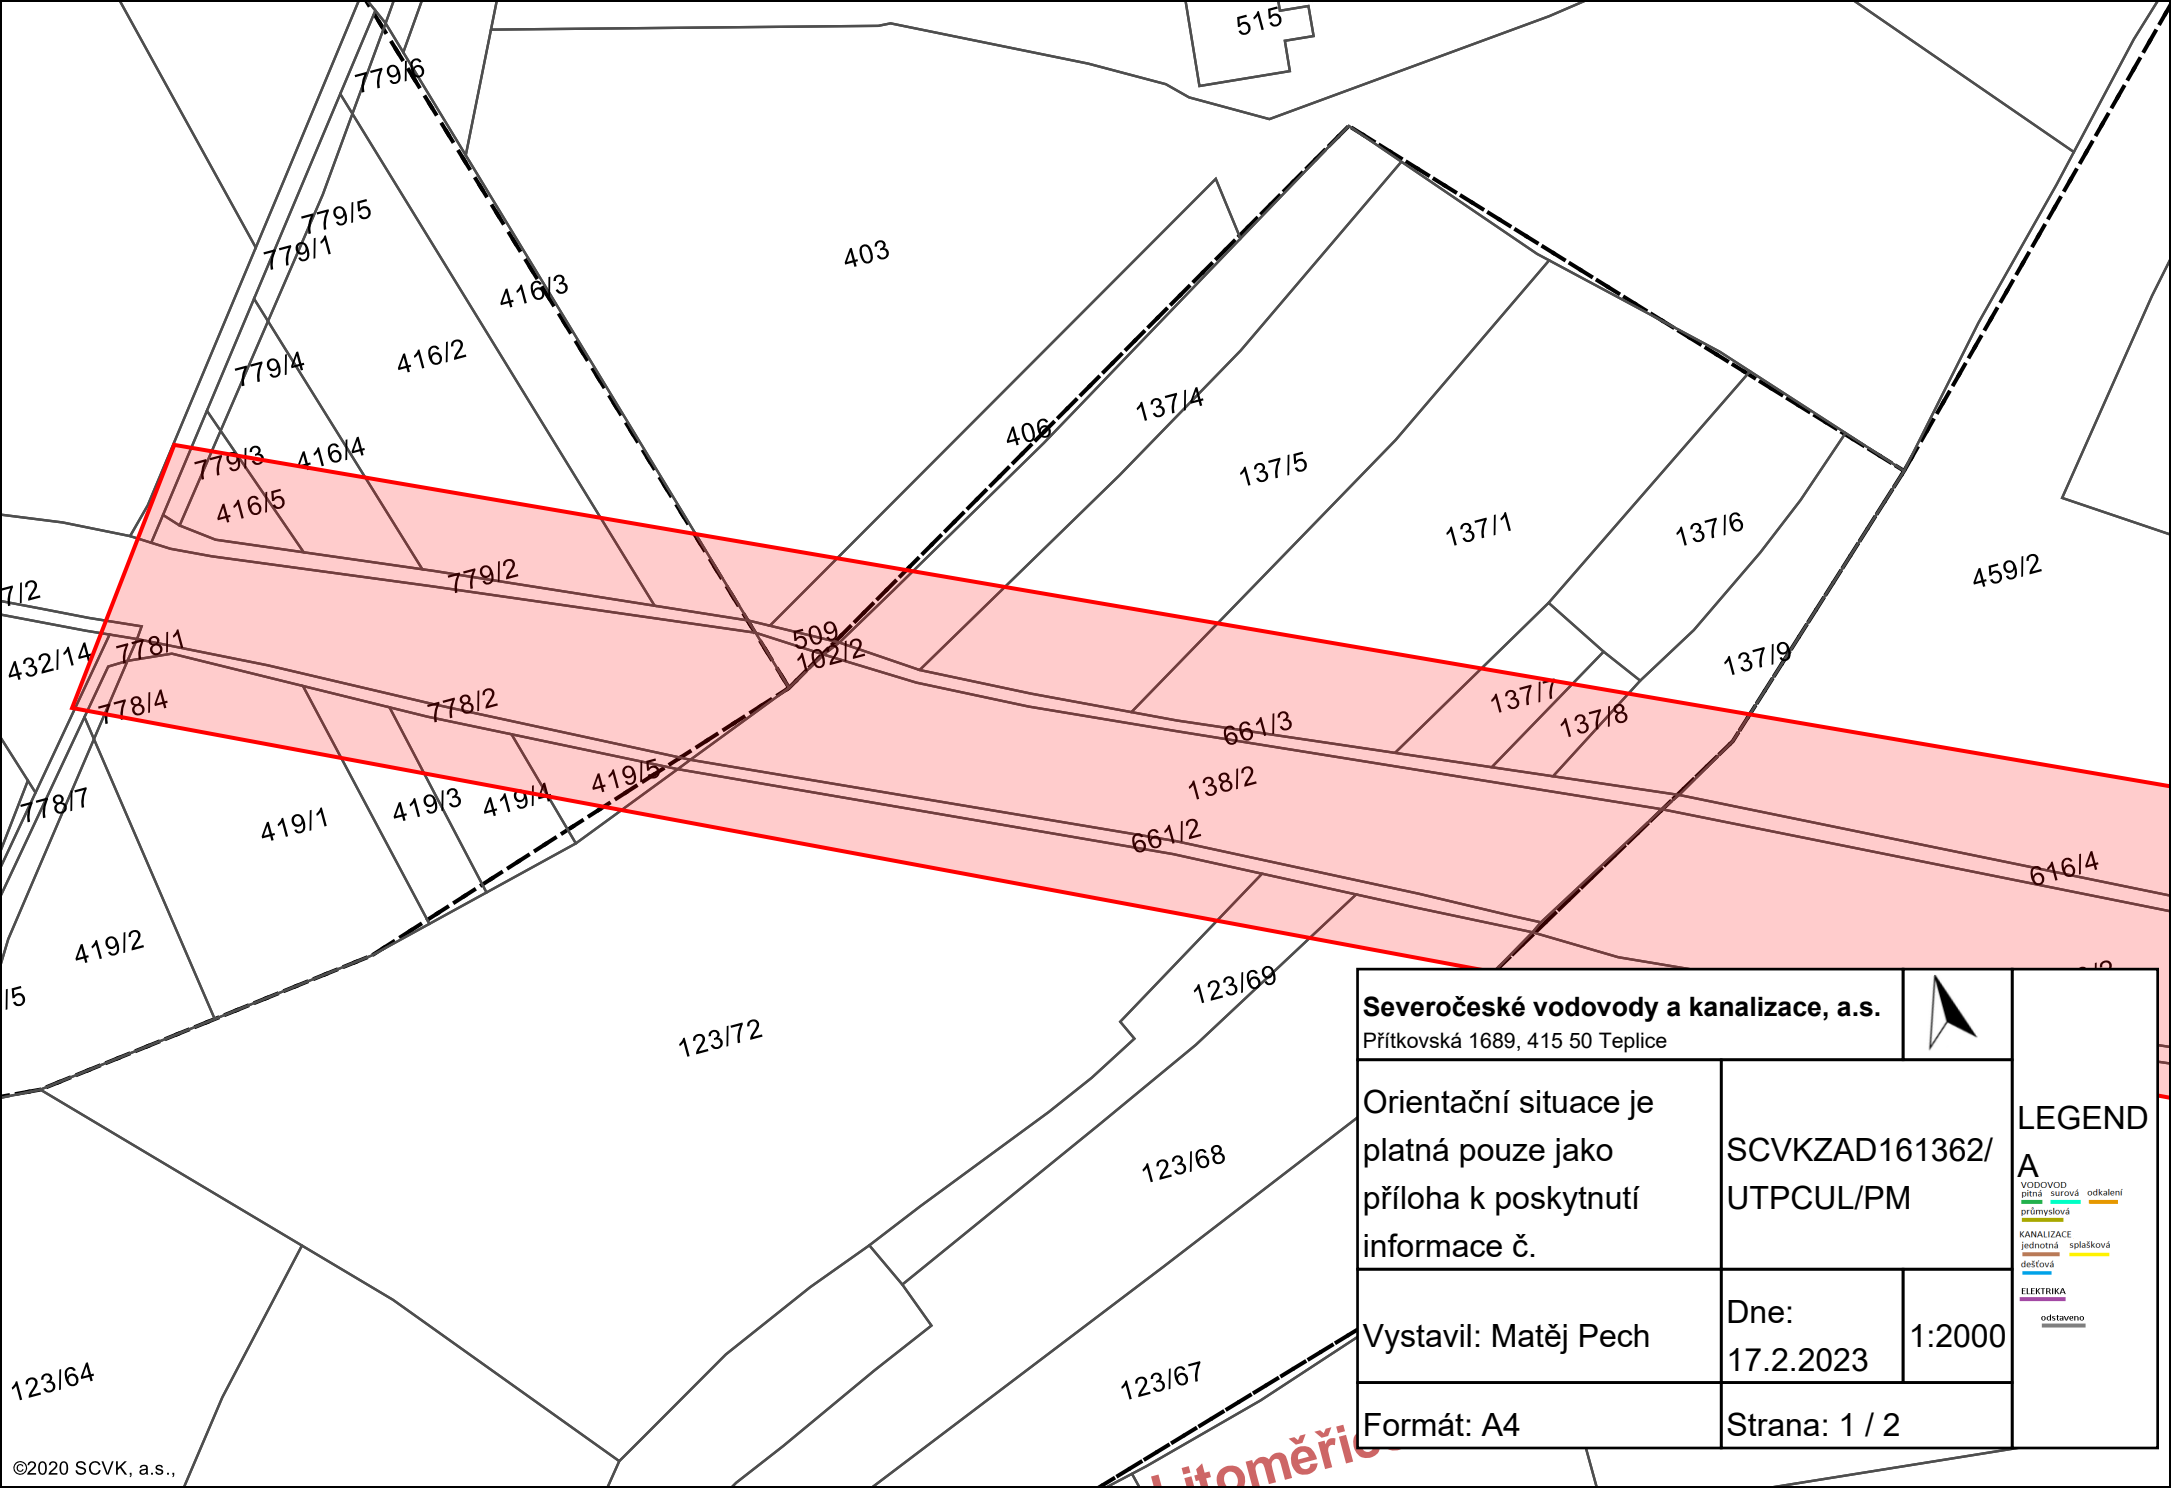 515
779/6
779/5
779/1
403
416/3
416/2
779/4
406
137/4
779/3
416/4
416/5
137/5
137/1
137/6
459/2
779/2
7/2
509
102/2
432/14
778/1
137/9
778/4
778/2
137/7
137/8
661/3
138/2
419/5
778/7
419/1
419/3
419/4
661/2
616/4
419/2
/5
123/69
123/72
123/68
123/64
123/67
Severočeské vodovody a kanalizace, a.s.
Přítkovská 1689, 415 50 Teplice
Orientační situace je
platná pouze jako
příloha k poskytnutí
informace č.
SCVKZAD161362/
UTPCUL/PM
Vystavil: Matěj Pech
Dne:
17.2.2023
1:2000
Formát: A4
Strana: 1 / 2
LEGEND
A
VODOVOD
pitná surová odkalení
průmyslová
KANALIZACE
jednotná splašková
dešťová
ELEKTRIKA
odstaveno
Litoměřic
©2020 SCVK, a.s.,